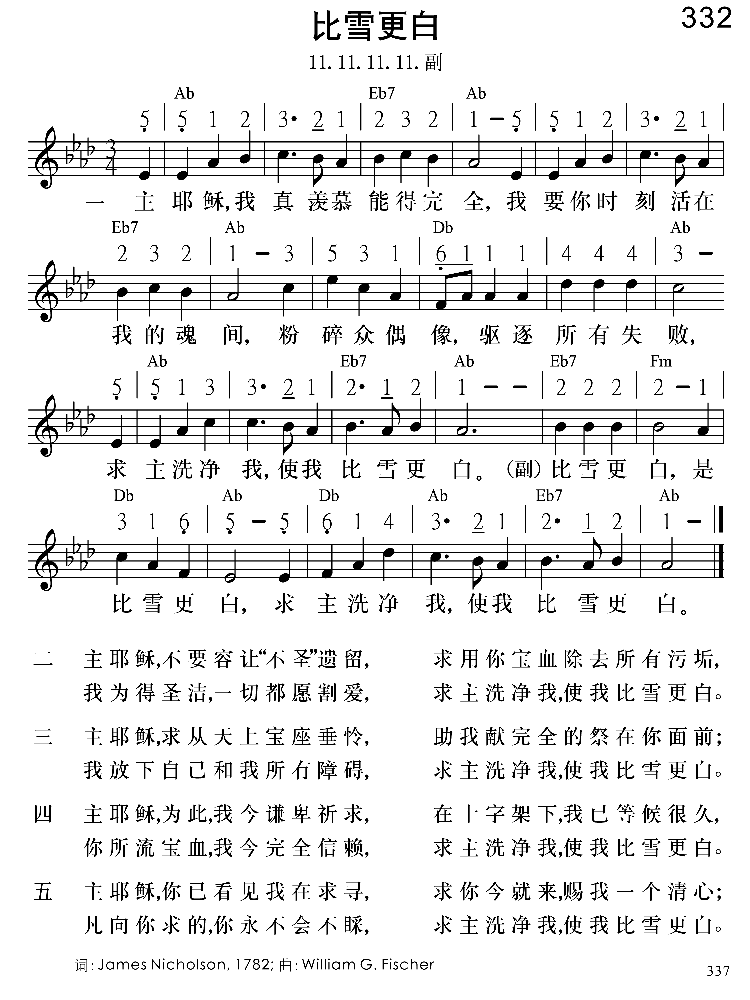 比雪更白
332
11. 11. 11. 11. 副
Ab Eb7 Ab
5 | 5 1 2 | 3· 2 1 | 2 3 2 | 1 – 5 | 5 1 2 | 3· 2 1
3
4
一 主 耶 稣, 我 真 羡慕 能得完 全, 我 要你时 刻 活在
Eb7 Ab Db Ab
2 3 2 | 1 – 3 | 5 3 1 | 6 1 1 1 | 4 4 4 | 3 –
我 的 魂 间, 粉 碎 众 偶 像, 驱 逐 所 有 失 败,
Ab Eb7 Ab Eb7 Fm
5 | 5 1 3 | 3· 2 1 | 2· 1 2 | 1 – – | 2 2 2 | 2 – 1
求 主 洗 净 我, 使我 比 雪 更 白。 (副) 比 雪 更 白, 是
Db Ab Db Ab Eb7 Ab
3 1 6 | 5 – 5 | 6 1 4 | 3· 2 1 | 2· 1 2 | 1 –
比 雪 更 白, 求 主 洗 净 我, 使我 比 雪 更 白。
二 主 耶 稣,不 要 容 让“不 圣”遗 留, 求 用 你 宝 血 除 去 所 有 污 垢,
我 为 得 圣 洁,一 切 都 愿 割 爱, 求 主 洗 净 我,使 我 比 雪 更 白。
三 主 耶 稣,求 从 天 上 宝 座 垂 怜, 助 我 献 完 全 的 祭 在 你 面 前;
我 放 下 自 己 和 我 所 有 障 碍, 求 主 洗 净 我,使 我 比 雪 更 白。
四 主 耶 稣,为 此,我 今 谦 卑 祈 求, 在 十 字 架 下,我 已 等 候 很 久,
你 所 流 宝 血,我 今 完 全 信 赖, 求 主 洗 净 我,使 我 比 雪 更 白。
五 主 耶 稣,你 已 看 见 我 在 求 寻, 求 你 今 就 来,赐 我 一 个 清 心;
凡 向 你 求 的,你 永 不 会 不 睬, 求 主 洗 净 我,使 我 比 雪 更 白。
词: James Nicholson, 1782; 曲: William G. Fischer
337